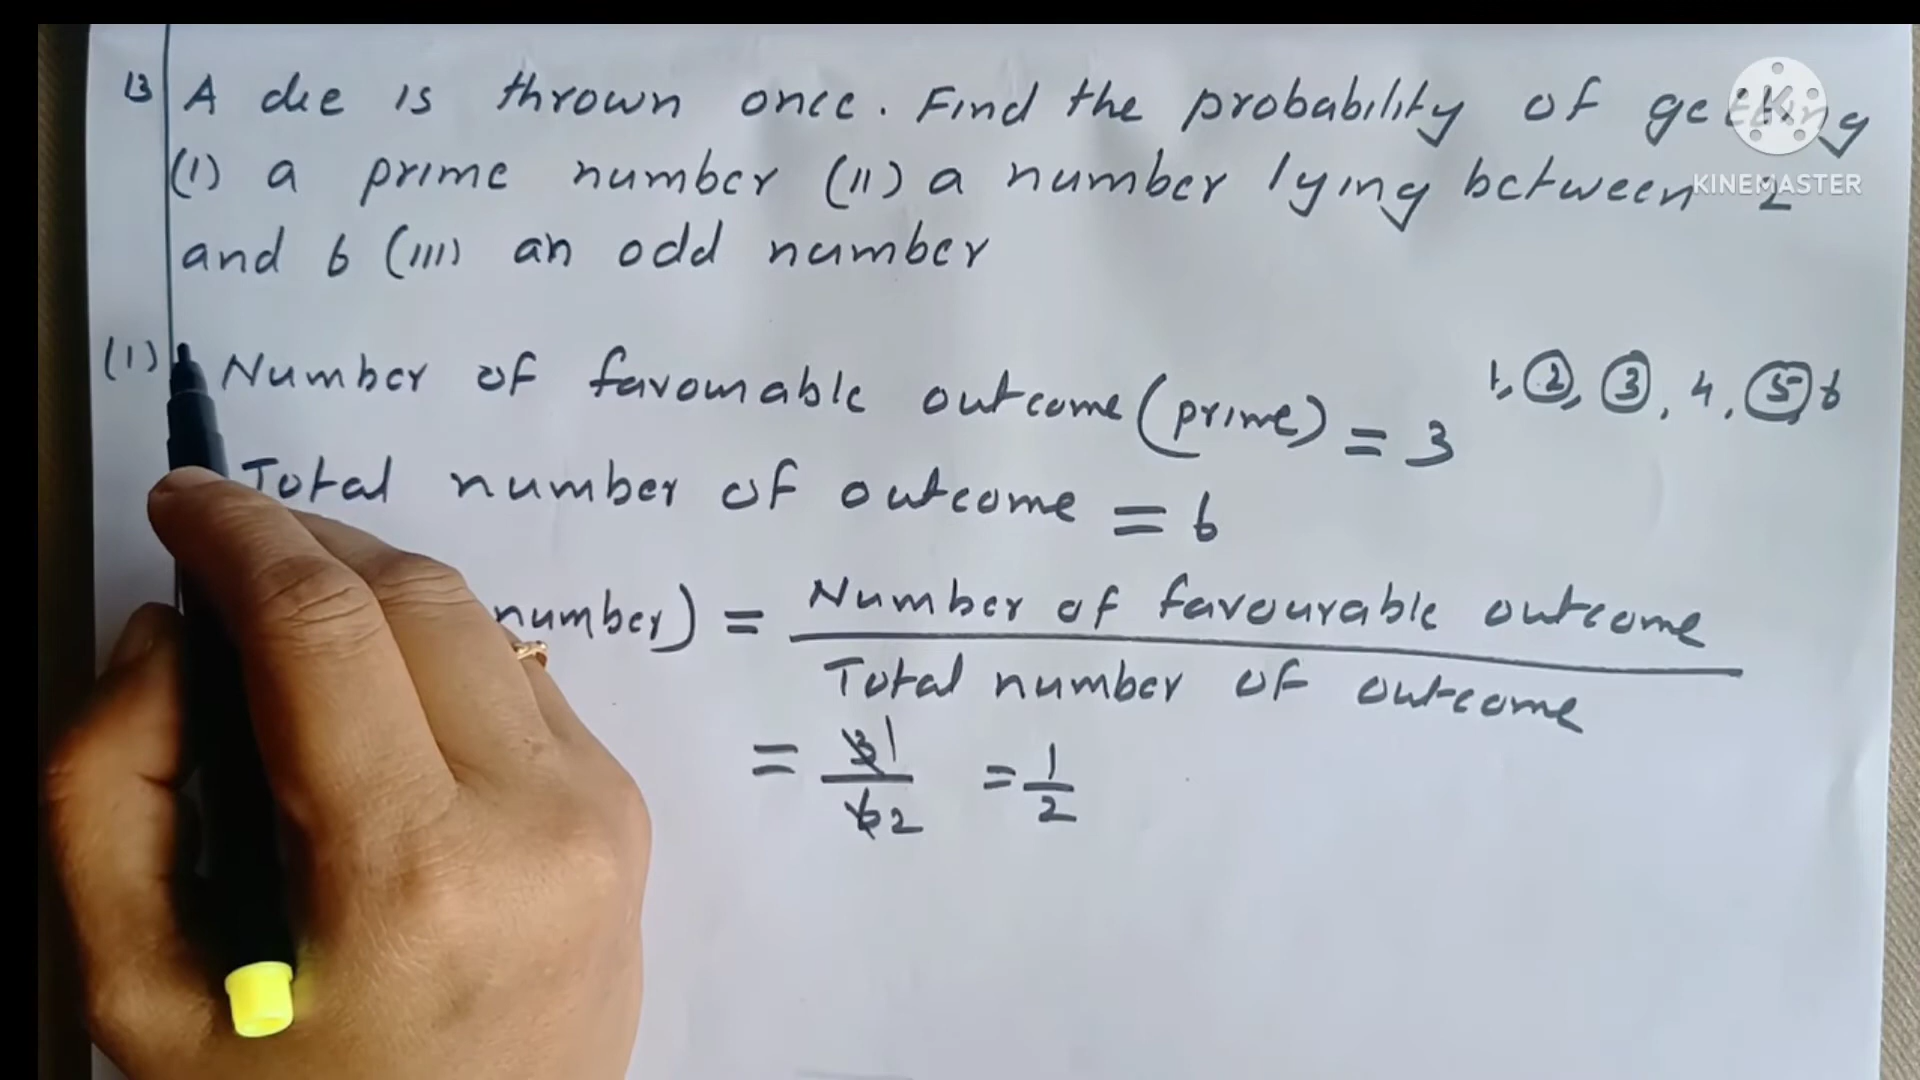 13 A die is thrown once. Find the probability of getting
(i) a prime number (ii) a number lying between 2
and 6 (iii) an odd number
(i) Number of favourable outcome (prime) = 3
1, 2, 3, 4, 5, 6
Total number of outcome = 6
number) = Number of favourable outcome
Total number of outcome
= 3 1 / 6 2 = 1/2
KINEMASTER